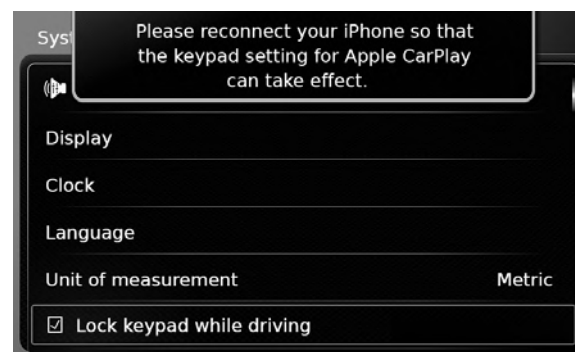 Syst
Please reconnect your iPhone so that
the keypad setting for Apple CarPlay
can take effect.
Display
Clock
Language
Unit of measurement Metric
Lock keypad while driving